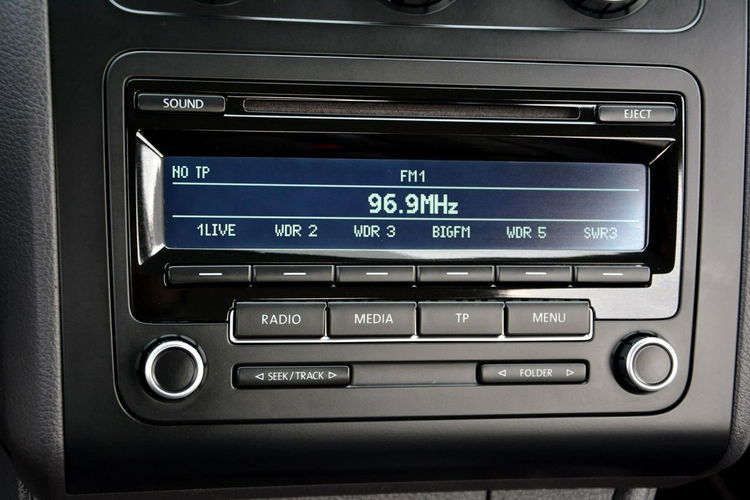 SOUND
EJECT
NO TP FM1
96.9MHz
1LIVE WDR 2 WDR 3 BIGFM WDR 5 SWR3
RADIO MEDIA TP MENU
◁ SEEK/TRACK ▷ ◁ FOLDER ▷